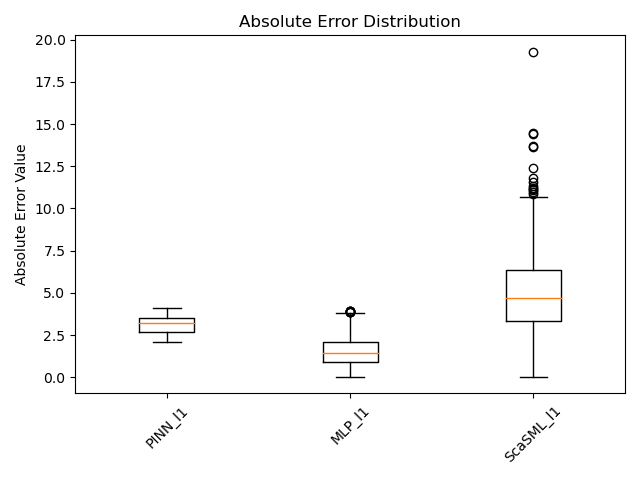 Absolute Error Distribution
Absolute Error Value
20.0
17.5
15.0
12.5
10.0
7.5
5.0
2.5
0.0
PINN_l1
MLP_l1
ScaSML_l1